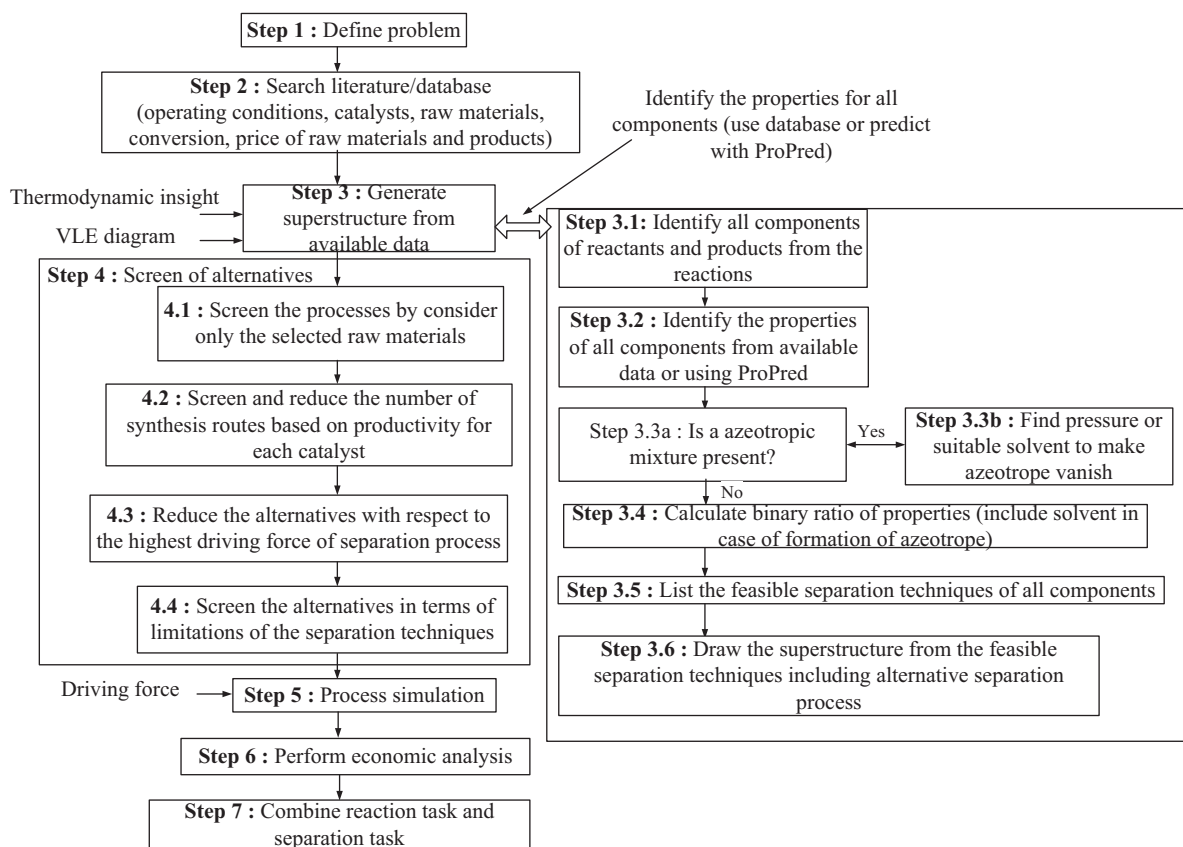 Step 1 : Define problem
Step 2 : Search literature/database
(operating conditions, catalysts, raw materials,
conversion, price of raw materials and products)
Identify the properties for all
components (use database or predict
with ProPred)
Thermodynamic insight
VLE diagram
Step 3 : Generate
superstructure from
available data
Step 4 : Screen of alternatives
4.1 : Screen the processes by consider
only the selected raw materials
4.2 : Screen and reduce the number of
synthesis routes based on productivity for
each catalyst
4.3 : Reduce the alternatives with respect to
the highest driving force of separation process
4.4 : Screen the alternatives in terms of
limitations of the separation techniques
Driving force
Step 5 : Process simulation
Step 6 : Perform economic analysis
Step 7 : Combine reaction task and
separation task
Step 3.1: Identify all components
of reactants and products from the
reactions
Step 3.2 : Identify the properties
of all components from available
data or using ProPred
Step 3.3a : Is a azeotropic
mixture present?
Yes
Step 3.3b : Find pressure or
suitable solvent to make
azeotrope vanish
No
Step 3.4 : Calculate binary ratio of properties (include solvent in
case of formation of azeotrope)
Step 3.5 : List the feasible separation techniques of all components
Step 3.6 : Draw the superstructure from the feasible
separation techniques including alternative separation
process